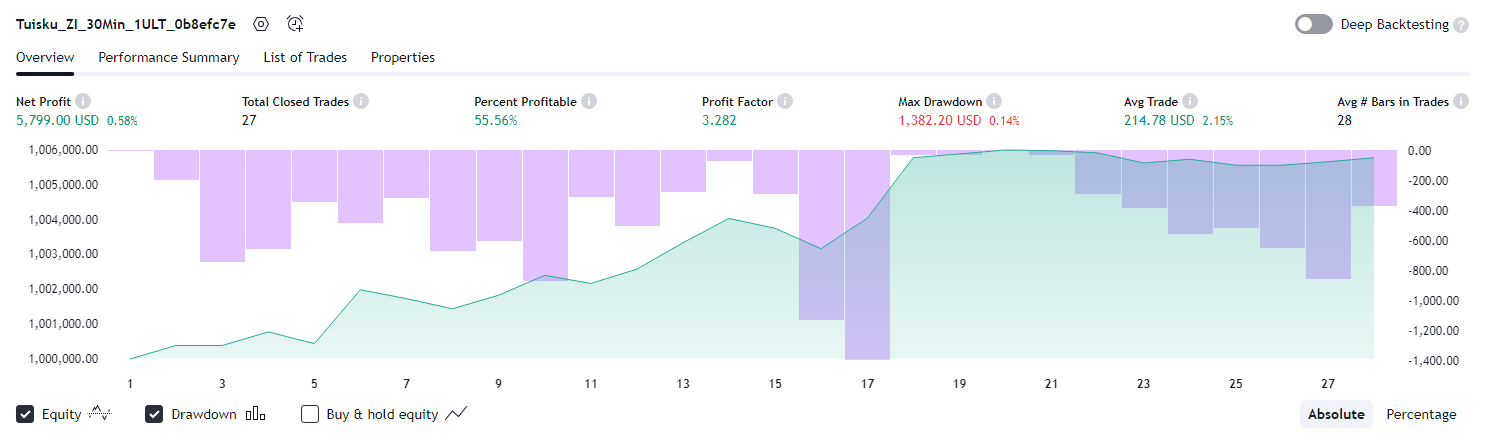 Tuisku_ZI_30Min_1ULT_0b8efc7e Deep Backtesting ?
Overview Performance Summary List of Trades Properties
Net Profit i Total Closed Trades i Percent Profitable i Profit Factor i Max Drawdown i Avg Trade i Avg # Bars in Trades i
5,799.00 USD 0.58% 27 55.56% 3.282 1,382.20 USD 0.14% 214.78 USD 2.15% 28
1,006,000.00 0.00
1,005,000.00 -200.00
1,004,000.00 -400.00
1,003,000.00 -600.00
1,002,000.00 -800.00
1,001,000.00 -1,000.00
1,000,000.00 -1,200.00
-1,400.00
1 3 5 7 9 11 13 15 17 19 21 23 25 27
Equity Drawdown Buy & hold equity Absolute Percentage